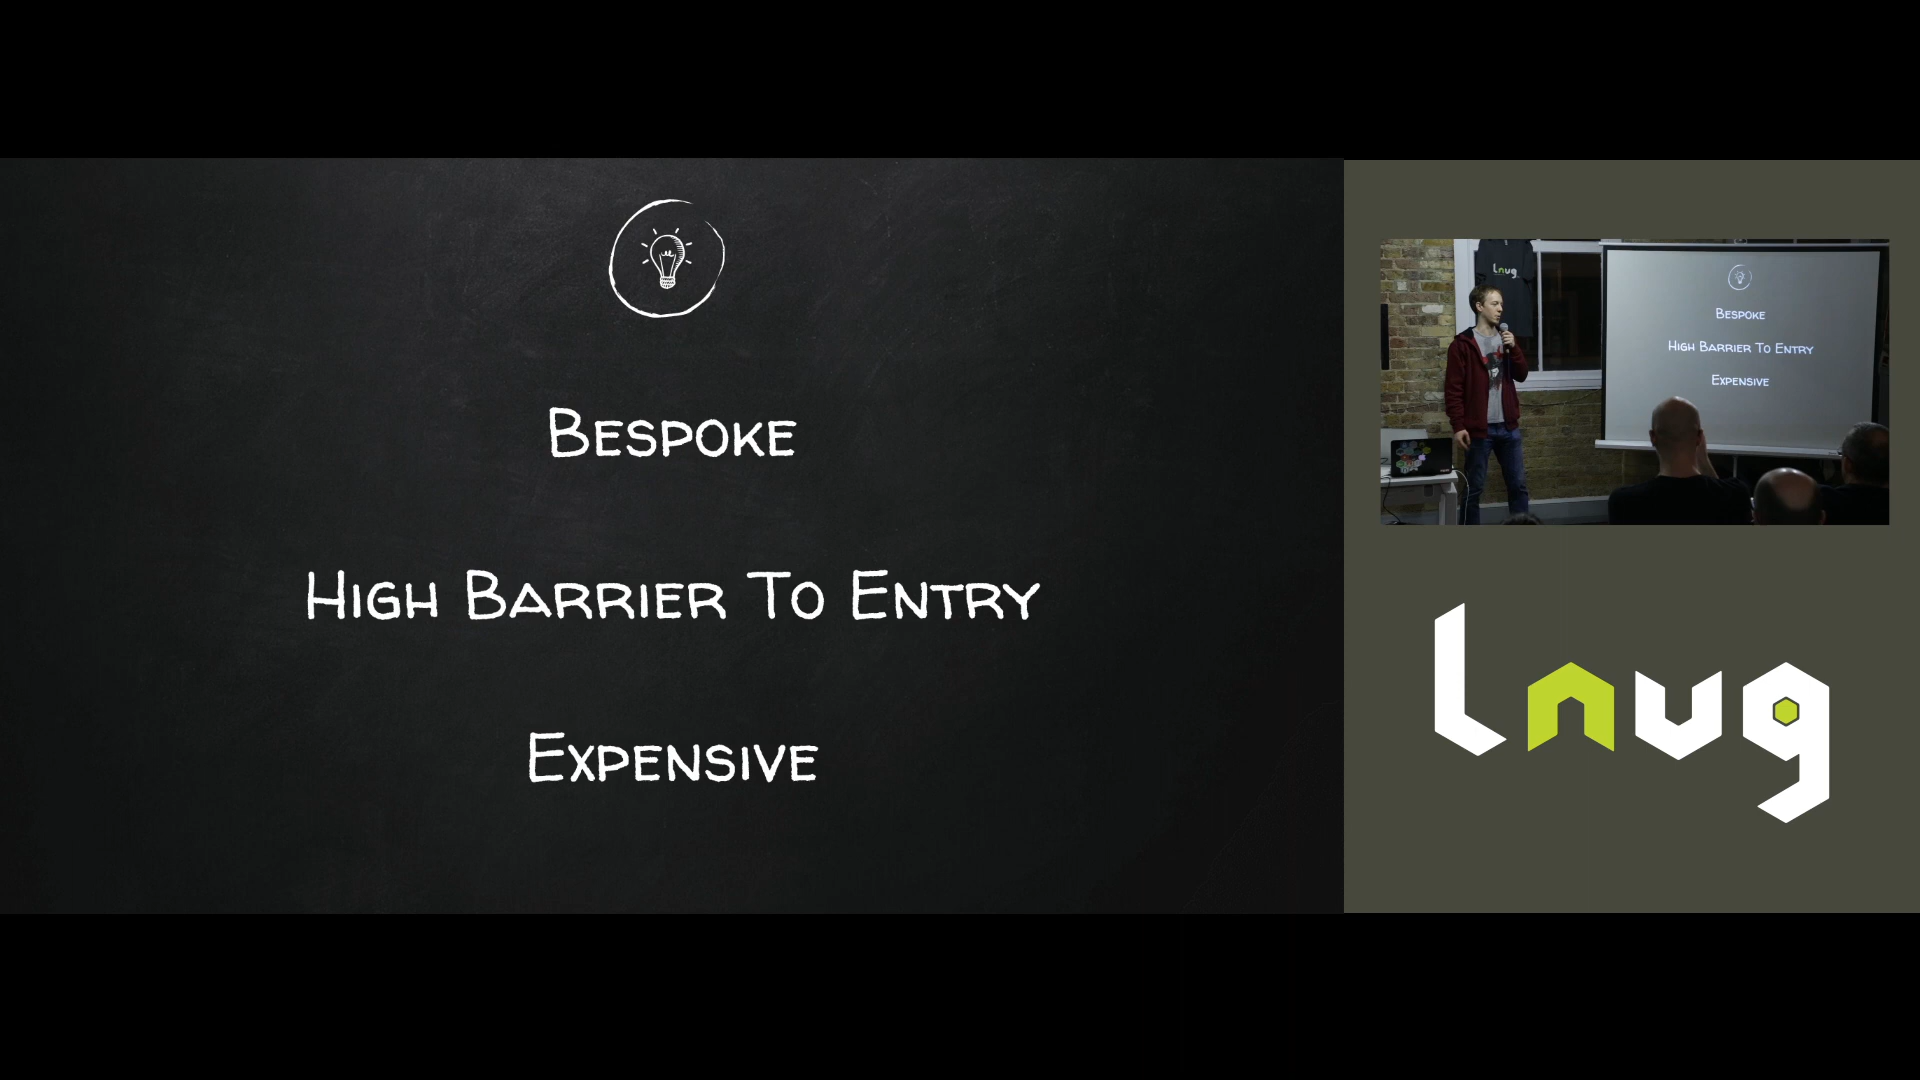 Bespoke
High Barrier To Entry
Expensive
Lnug
Bespoke
High Barrier To Entry
Expensive
Lnug